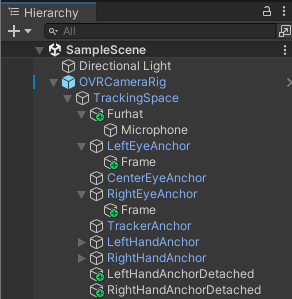 Hierarchy
All
SampleScene
Directional Light
OVRCameraRig
TrackingSpace
Furhat
Microphone
LeftEyeAnchor
Frame
CenterEyeAnchor
RightEyeAnchor
Frame
TrackerAnchor
LeftHandAnchor
RightHandAnchor
LeftHandAnchorDetached
RightHandAnchorDetached